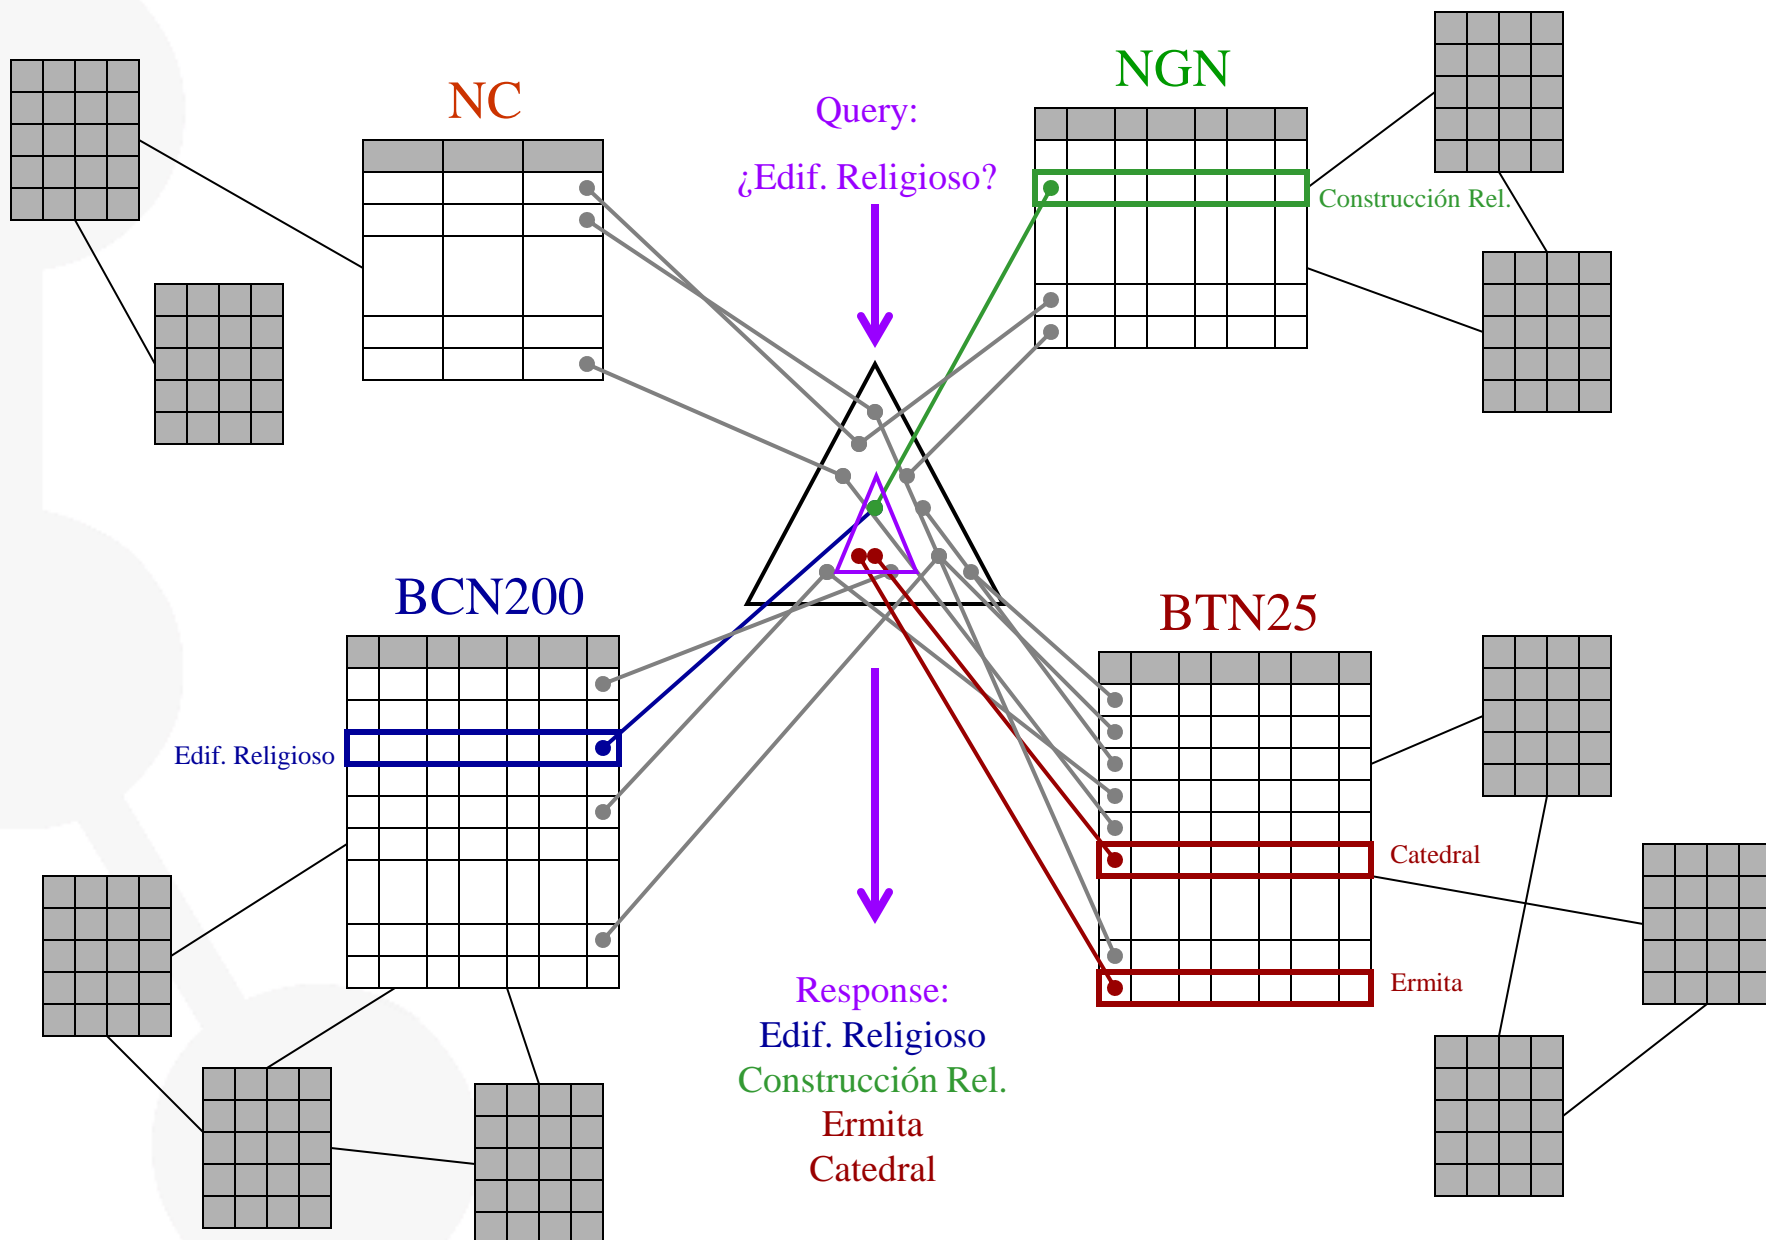 NC
NGN
Query:
¿Edif. Religioso?
Construcción Rel.
BCN200
BTN25
Edif. Religioso
Catedral
Ermita
Response:
Edif. Religioso
Construcción Rel.
Ermita
Catedral